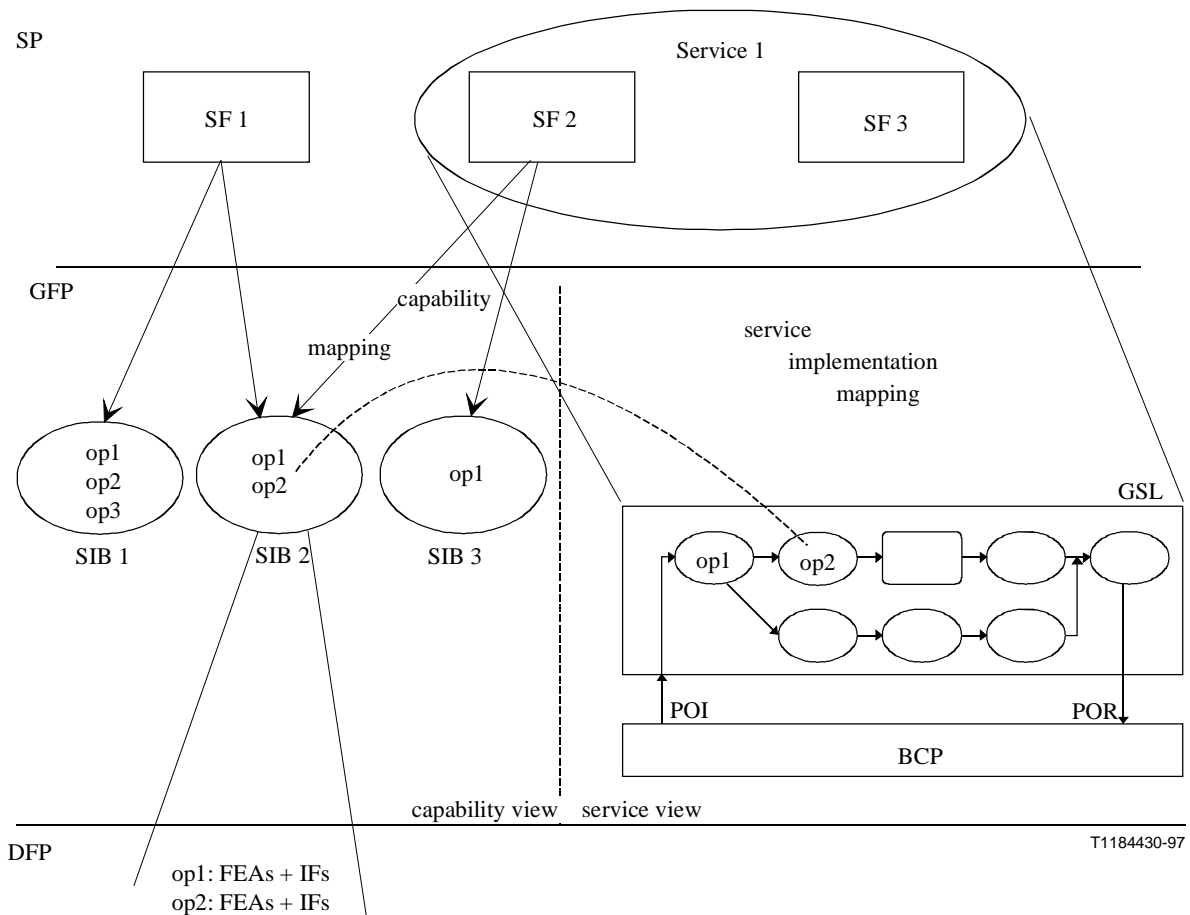 SP
Service 1
SF 1
SF 2
SF 3
GFP
capability
mapping
service
implementation
mapping
op1
op2
op3
SIB 1
op1
op2
SIB 2
op1
SIB 3
GSL
op1
op2
POI
POR
BCP
capability view
service view
T1184430-97
DFP
op1: FEAs + IFs
op2: FEAs + IFs